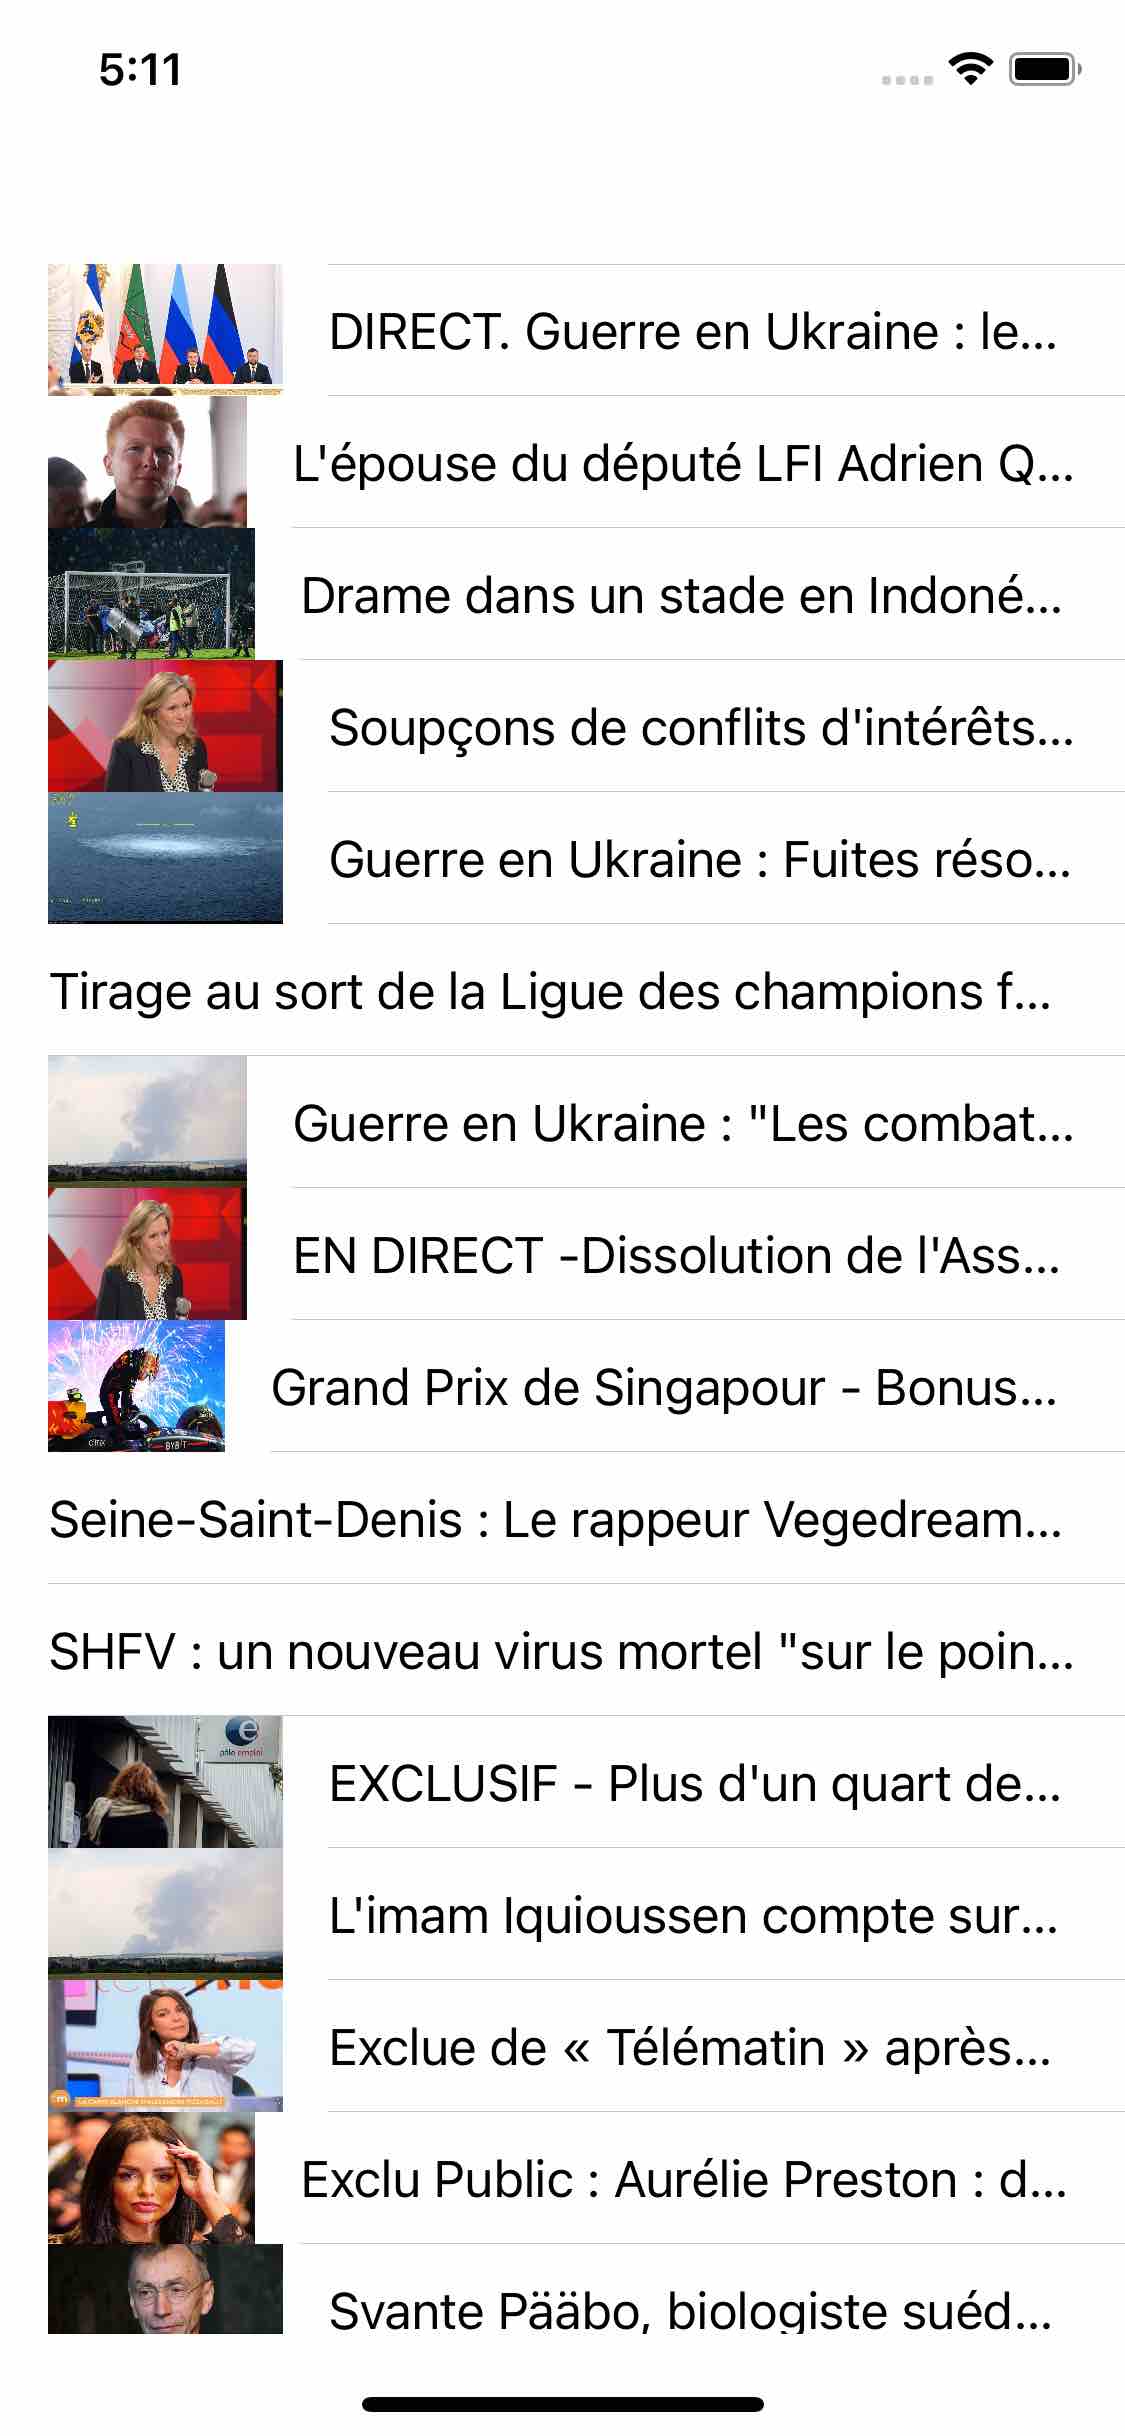 5:11
DIRECT. Guerre en Ukraine : le...
L'épouse du député LFI Adrien Q...
Drame dans un stade en Indoné...
Soupçons de conflits d'intérêts...
Guerre en Ukraine : Fuites réso...
Tirage au sort de la Ligue des champions f...
Guerre en Ukraine : "Les combat...
EN DIRECT -Dissolution de l'Ass...
Grand Prix de Singapour - Bonus...
BYBIT
Seine-Saint-Denis : Le rappeur Vegedream...
SHFV : un nouveau virus mortel "sur le poin...
pôle emploi
EXCLUSIF - Plus d'un quart de...
L'imam Iquioussen compte sur...
Exclue de « Télématin » après...
Exclu Public : Aurélie Preston : d...
Svante Pääbo, biologiste suéd...